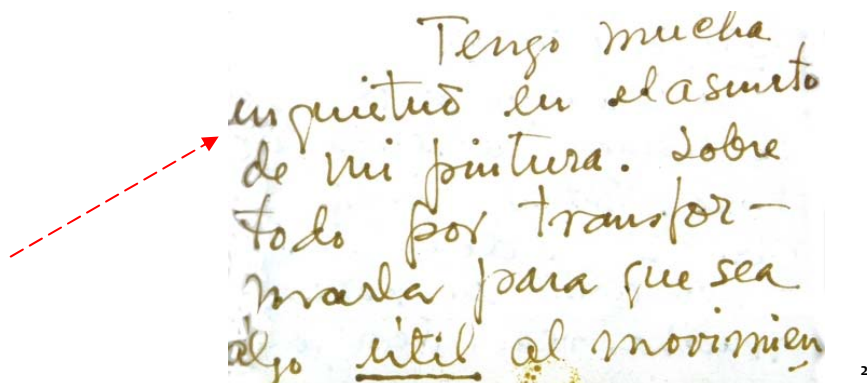 Tengo mucha
inquietud en el asunto
de mi pintura. Sobre
todo por transfor-
marla para que sea
algo útil al movimien